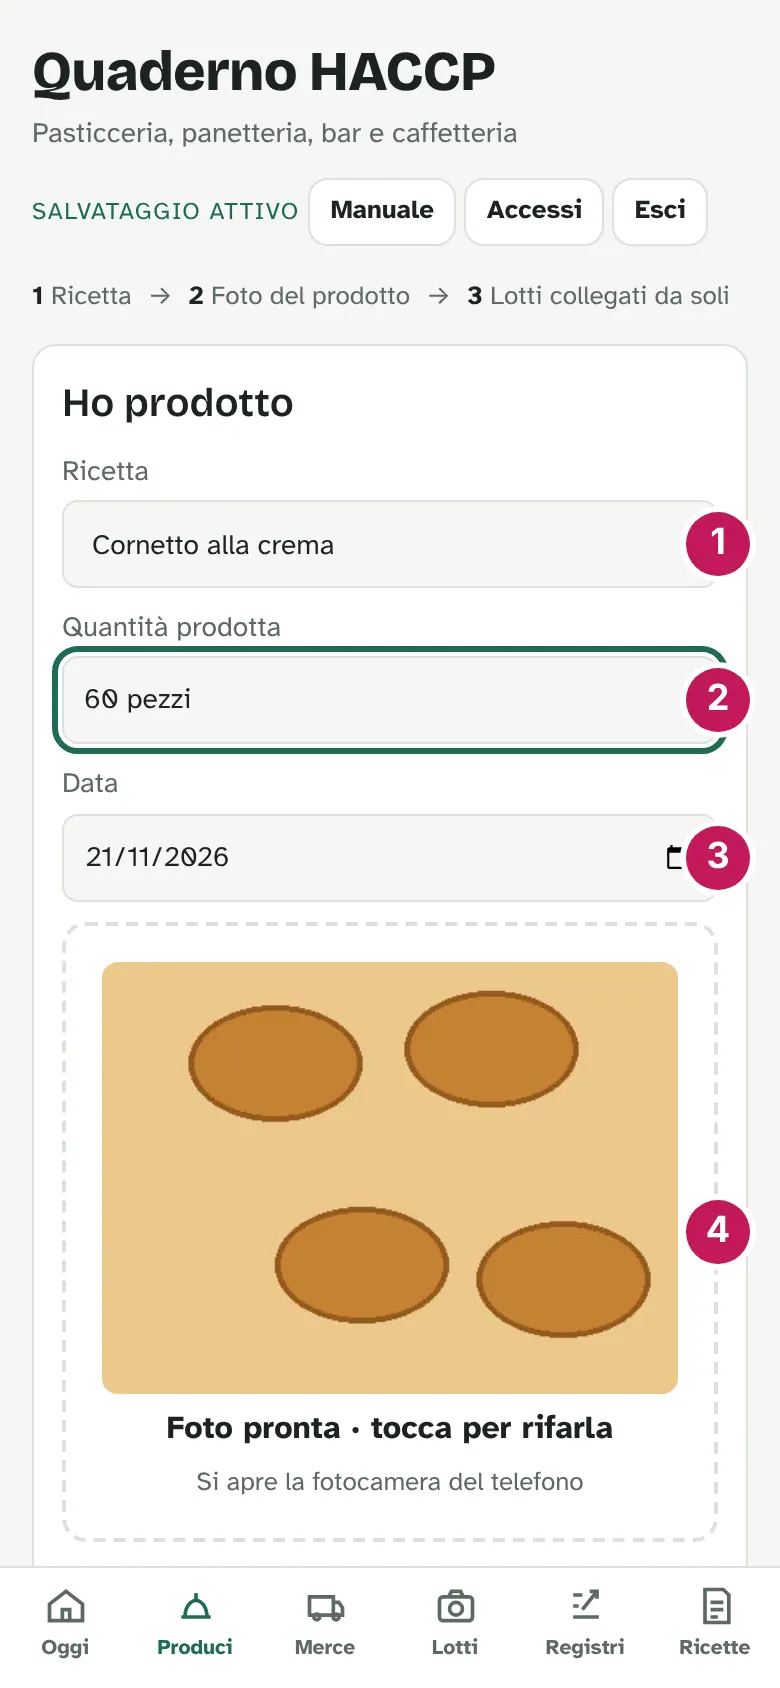 Quaderno HACCP
Pasticceria, panetteria, bar e caffetteria
SALVATAGGIO ATTIVO Manuale Accessi Esci
1 Ricetta → 2 Foto del prodotto → 3 Lotti collegati da soli
Ho prodotto
Ricetta
Cornetto alla crema 1
Quantità prodotta
60 pezzi 2
Data
21/11/2026 3
4
Foto pronta · tocca per rifarla
Si apre la fotocamera del telefono
Oggi Produci Merce Lotti Registri Ricette